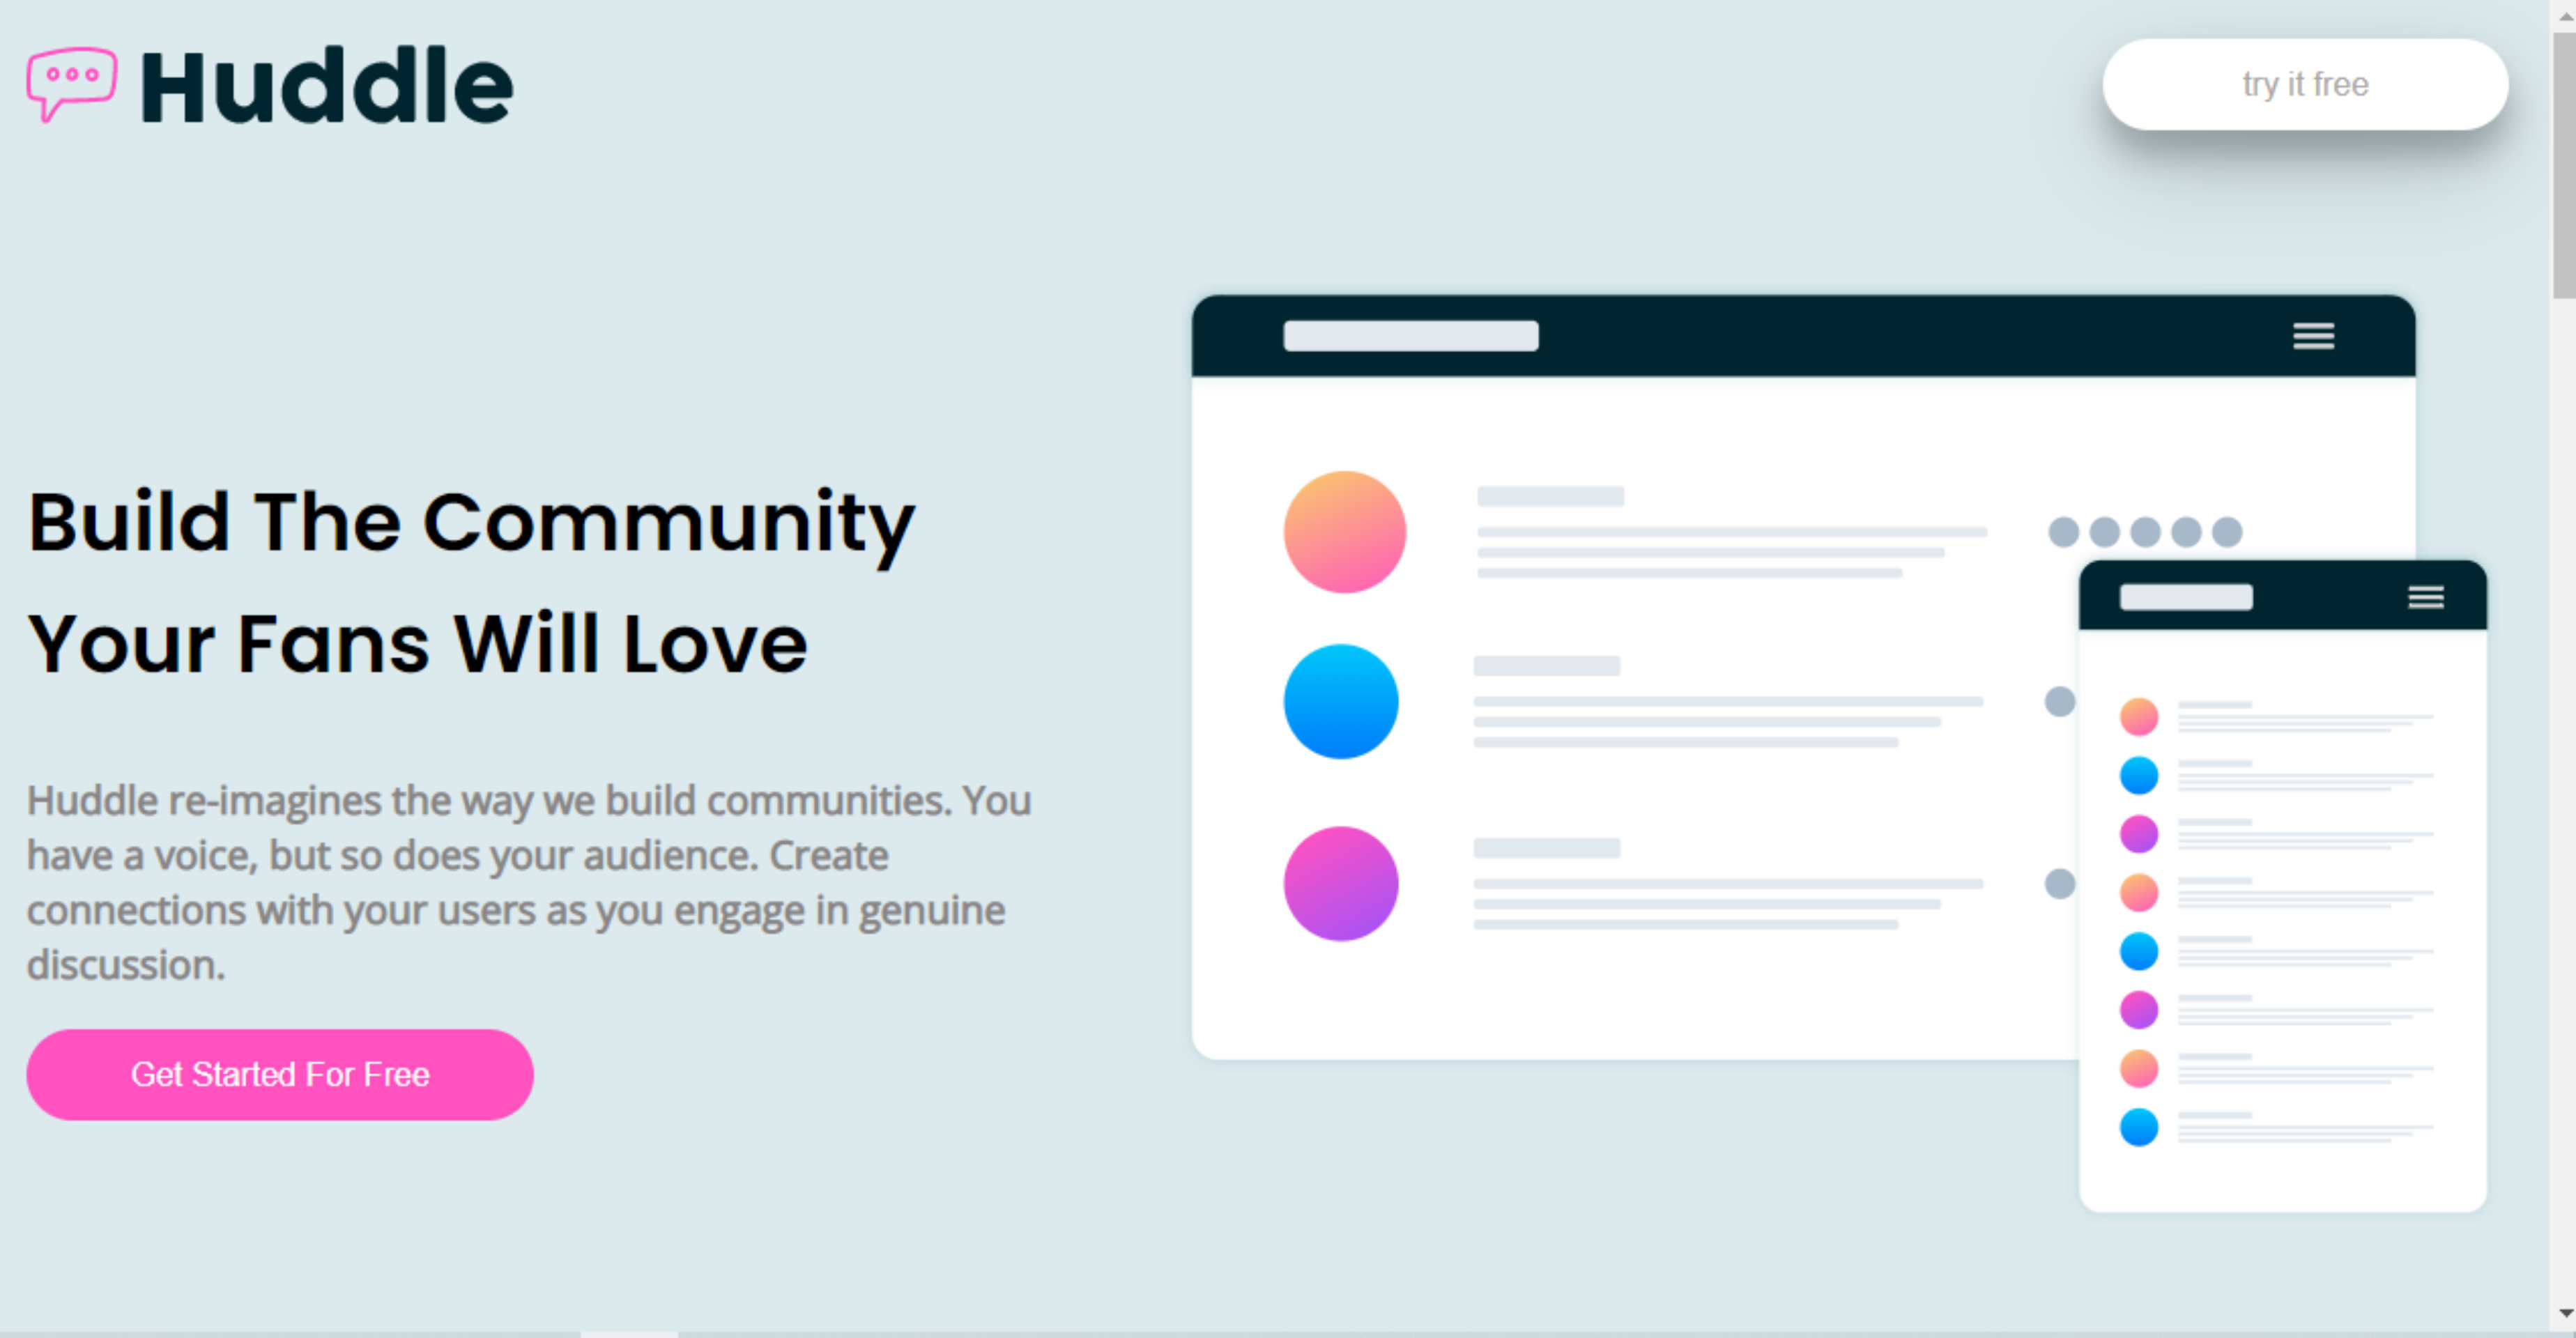 Huddle
try it free
Build The Community
Your Fans Will Love
Huddle re-imagines the way we build communities. You
have a voice, but so does your audience. Create
connections with your users as you engage in genuine
discussion.
Get Started For Free